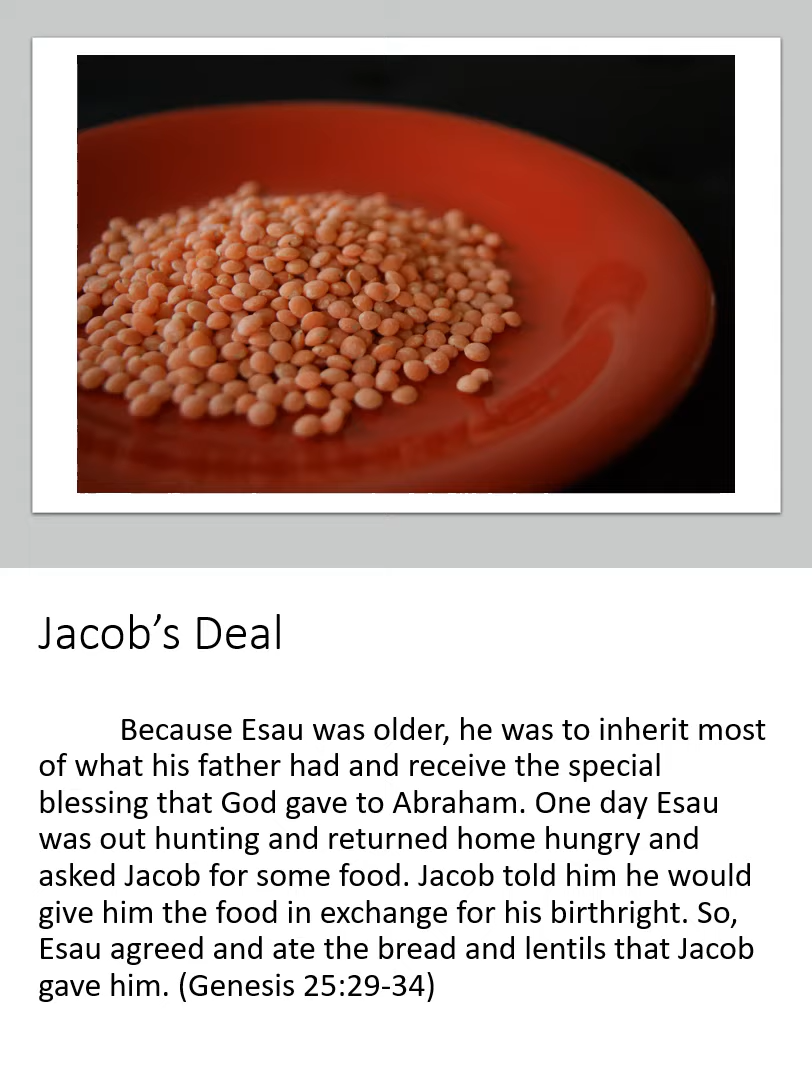 Jacob’s Deal
Because Esau was older, he was to inherit most
of what his father had and receive the special
blessing that God gave to Abraham. One day Esau
was out hunting and returned home hungry and
asked Jacob for some food. Jacob told him he would
give him the food in exchange for his birthright. So,
Esau agreed and ate the bread and lentils that Jacob
gave him. (Genesis 25:29-34)